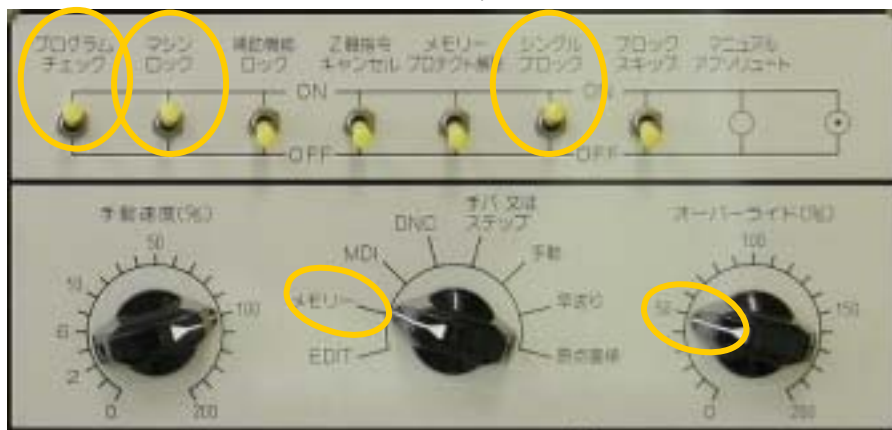 プログラム
チェック
マシン
ロック
補助機能
ロック
Z軸指令
キャンセル
メモリー
プロテクト解除
シングル
ブロック
ブロック
スキップ
マニュアル
アブソリュート
ON
ON
OFF
OFF
手動速度(%)
0
2
6
10
50
100
200
EDIT
メモリー
MDI
DNC
手パ 又は
ステップ
手動
早送り
原点復帰
オーバーライド(%)
0
50
100
150
200